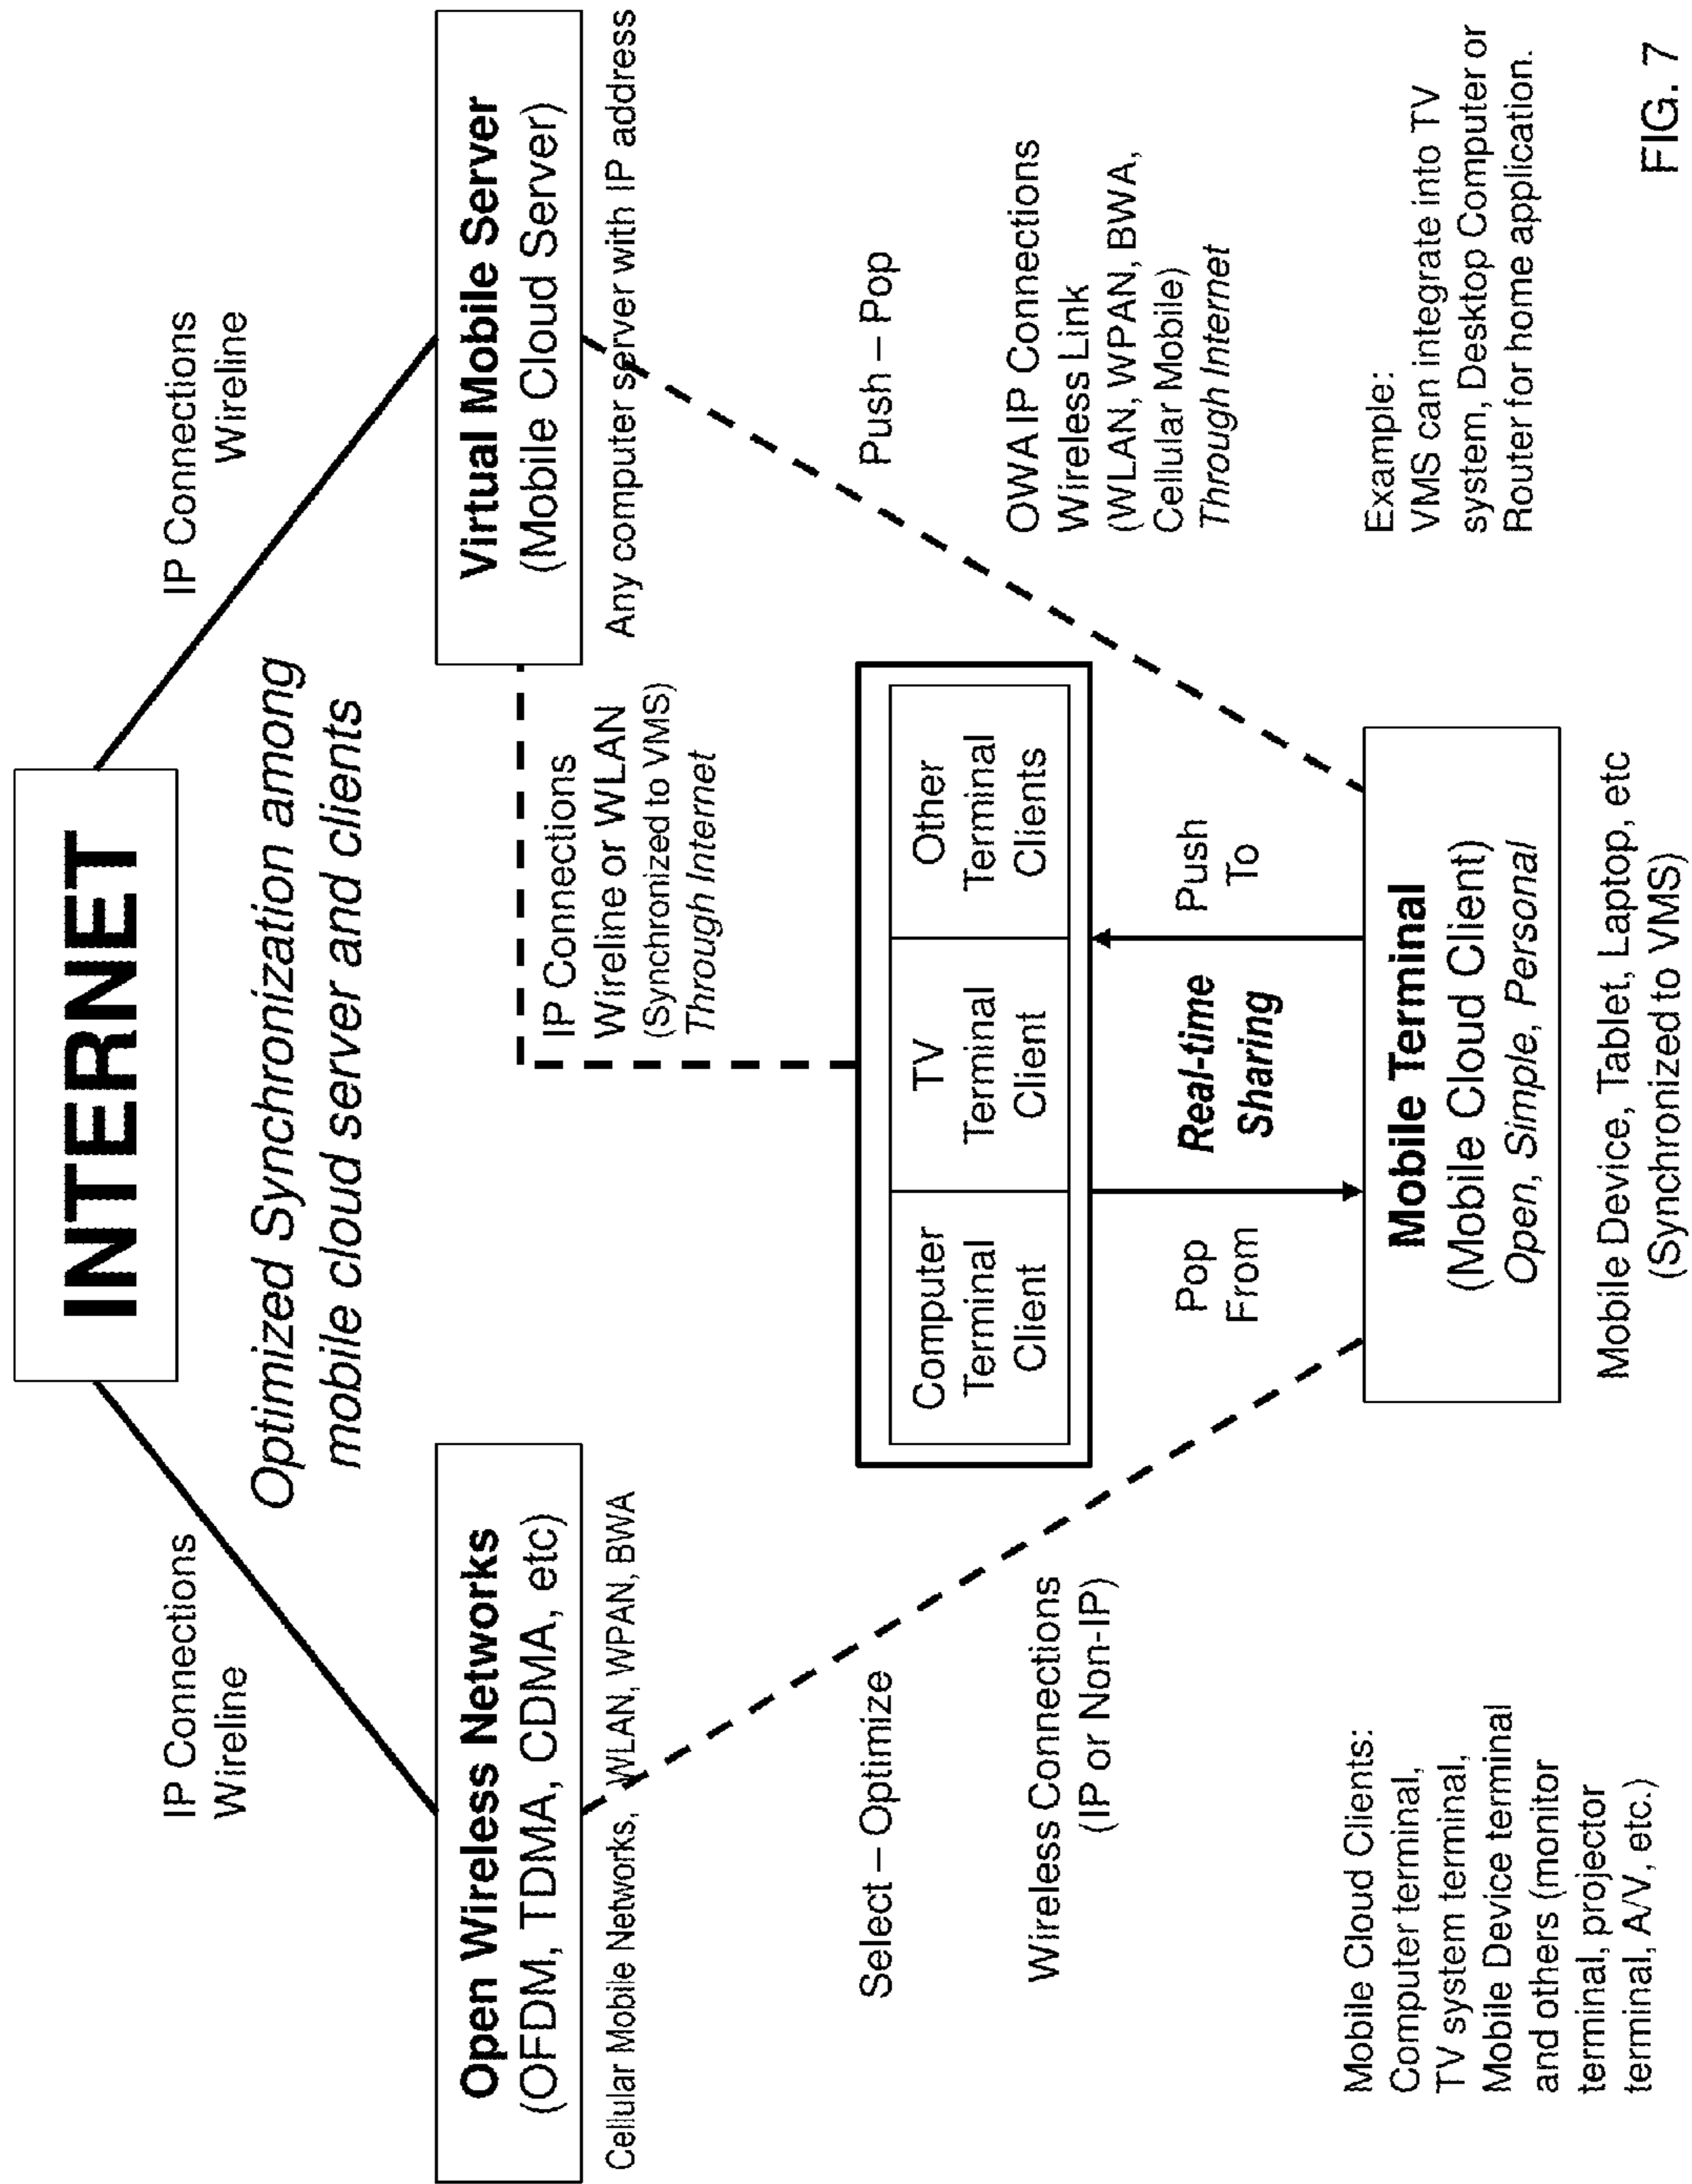 INTERNET
IP Connections
Wireline
IP Connections
Wireline
Optimized Synchronization among
mobile cloud server and clients
Open Wireless Networks
(OFDM, TDMA, CDMA, etc)
Cellular Mobile Networks, WLAN, WPAN, BWA
Virtual Mobile Server
(Mobile Cloud Server)
Any computer server with IP address
IP Connections
Wireline or WLAN
(Synchronized to VMS)
Through Internet
Select – Optimize
Wireless Connections
(IP or Non-IP)
Computer
Terminal
Client
TV
Terminal
Client
Other
Terminal
Clients
Push – Pop
OWA IP Connections
Wireless Link
(WLAN, WPAN, BWA,
Cellular Mobile)
Through Internet
Pop
From
Real-time
Sharing
Push
To
Mobile Terminal
(Mobile Cloud Client)
Open, Simple, Personal
Mobile Device, Tablet, Laptop, etc
(Synchronized to VMS)
Mobile Cloud Clients:
Computer terminal,
TV system terminal,
Mobile Device terminal
and others (monitor
terminal, projector
terminal, A/V, etc.)
Example:
VMS can integrate into TV
system, Desktop Computer or
Router for home application.
FIG. 7